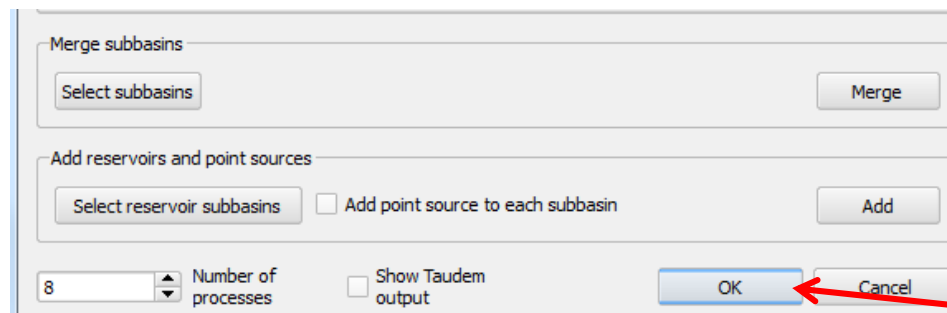 Merge subbasins
Select subbasins Merge
Add reservoirs and point sources
Select reservoir subbasins Add point source to each subbasin Add
8 Number of processes Show Taudem output OK Cancel